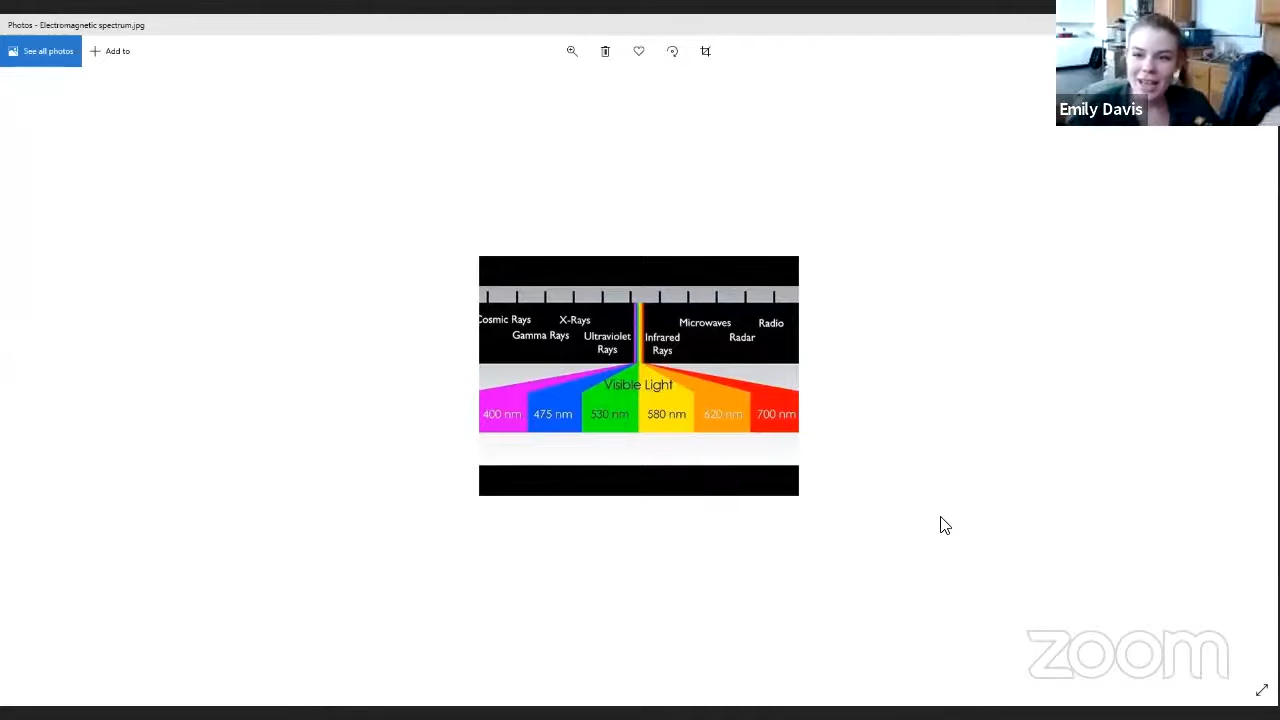 Photos - Electromagnetic spectrum.jpg
See all photos
Add to
Emily Davis
Cosmic Rays
X-Rays
Microwaves
Radio
Gamma Rays
Ultraviolet
Rays
Infrared
Rays
Radar
Visible Light
400 nm
475 nm
530 nm
580 nm
620 nm
700 nm
zoom